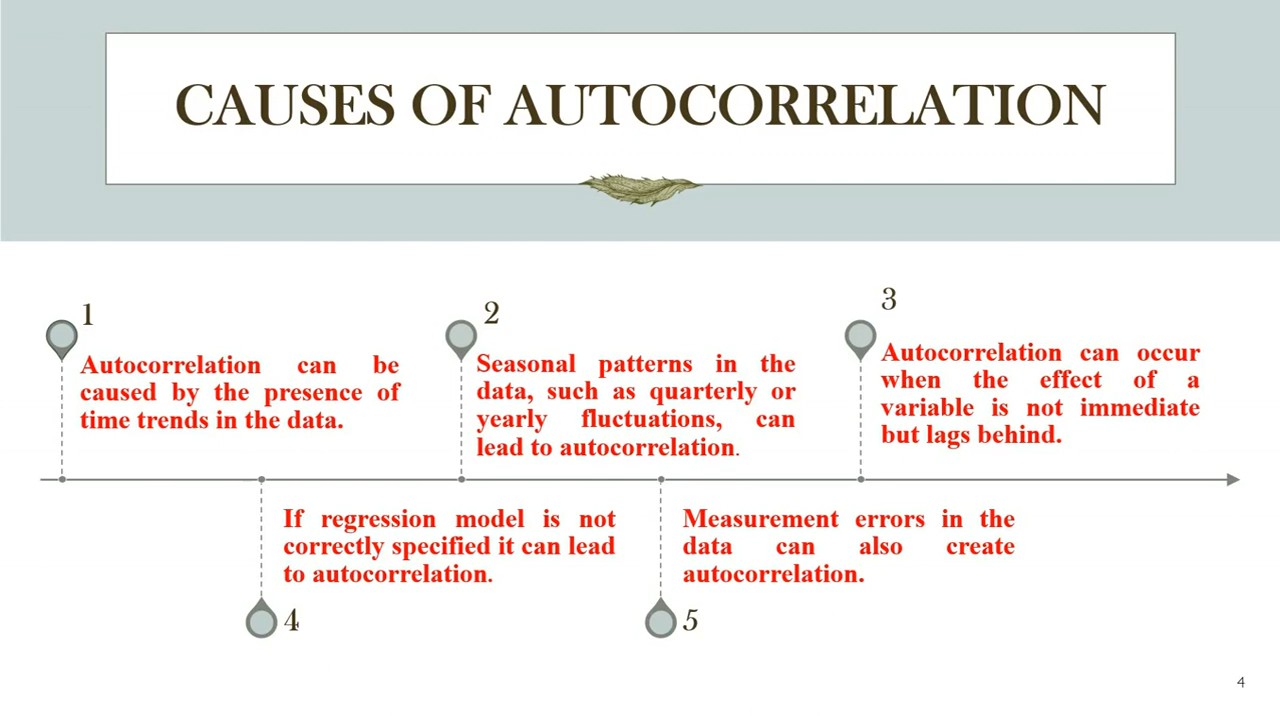 CAUSES OF AUTOCORRELATION
1
Autocorrelation can be
caused by the presence of
time trends in the data.
2
Seasonal patterns in the
data, such as quarterly or
yearly fluctuations, can
lead to autocorrelation.
3
Autocorrelation can occur
when the effect of a
variable is not immediate
but lags behind.
If regression model is not
correctly specified it can lead
to autocorrelation.
4
Measurement errors in the
data can also create
autocorrelation.
5
4